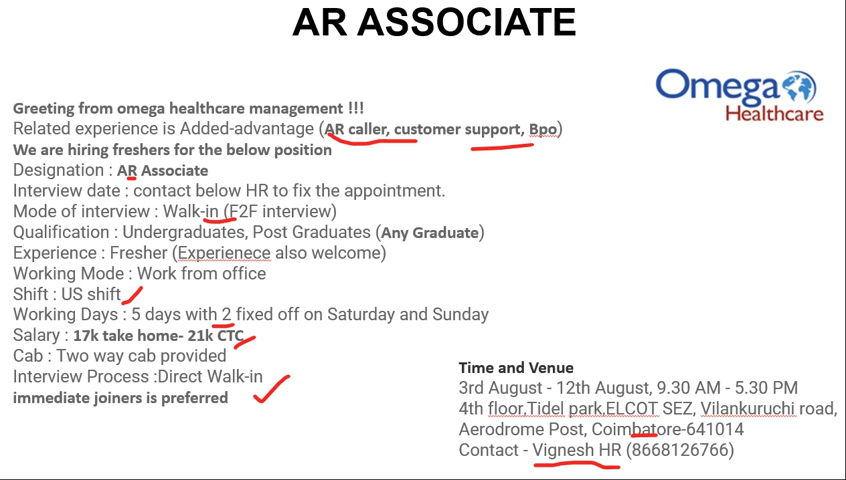 AR ASSOCIATE
Omega
Healthcare
Greeting from omega healthcare management !!!
Related experience is Added-advantage (AR caller, customer support, Bpo)
We are hiring freshers for the below position
Designation : AR Associate
Interview date : contact below HR to fix the appointment.
Mode of interview : Walk-in (F2F interview)
Qualification : Undergraduates, Post Graduates (Any Graduate)
Experience : Fresher (Experienece also welcome)
Working Mode : Work from office
Shift : US shift
Working Days : 5 days with 2 fixed off on Saturday and Sunday
Salary : 17k take home- 21k CTC
Cab : Two way cab provided
Interview Process :Direct Walk-in
immediate joiners is preferred
Time and Venue
3rd August - 12th August, 9.30 AM - 5.30 PM
4th floor,Tidel park,ELCOT SEZ, Vilankuruchi road,
Aerodrome Post, Coimbatore-641014
Contact - Vignesh HR (8668126766)